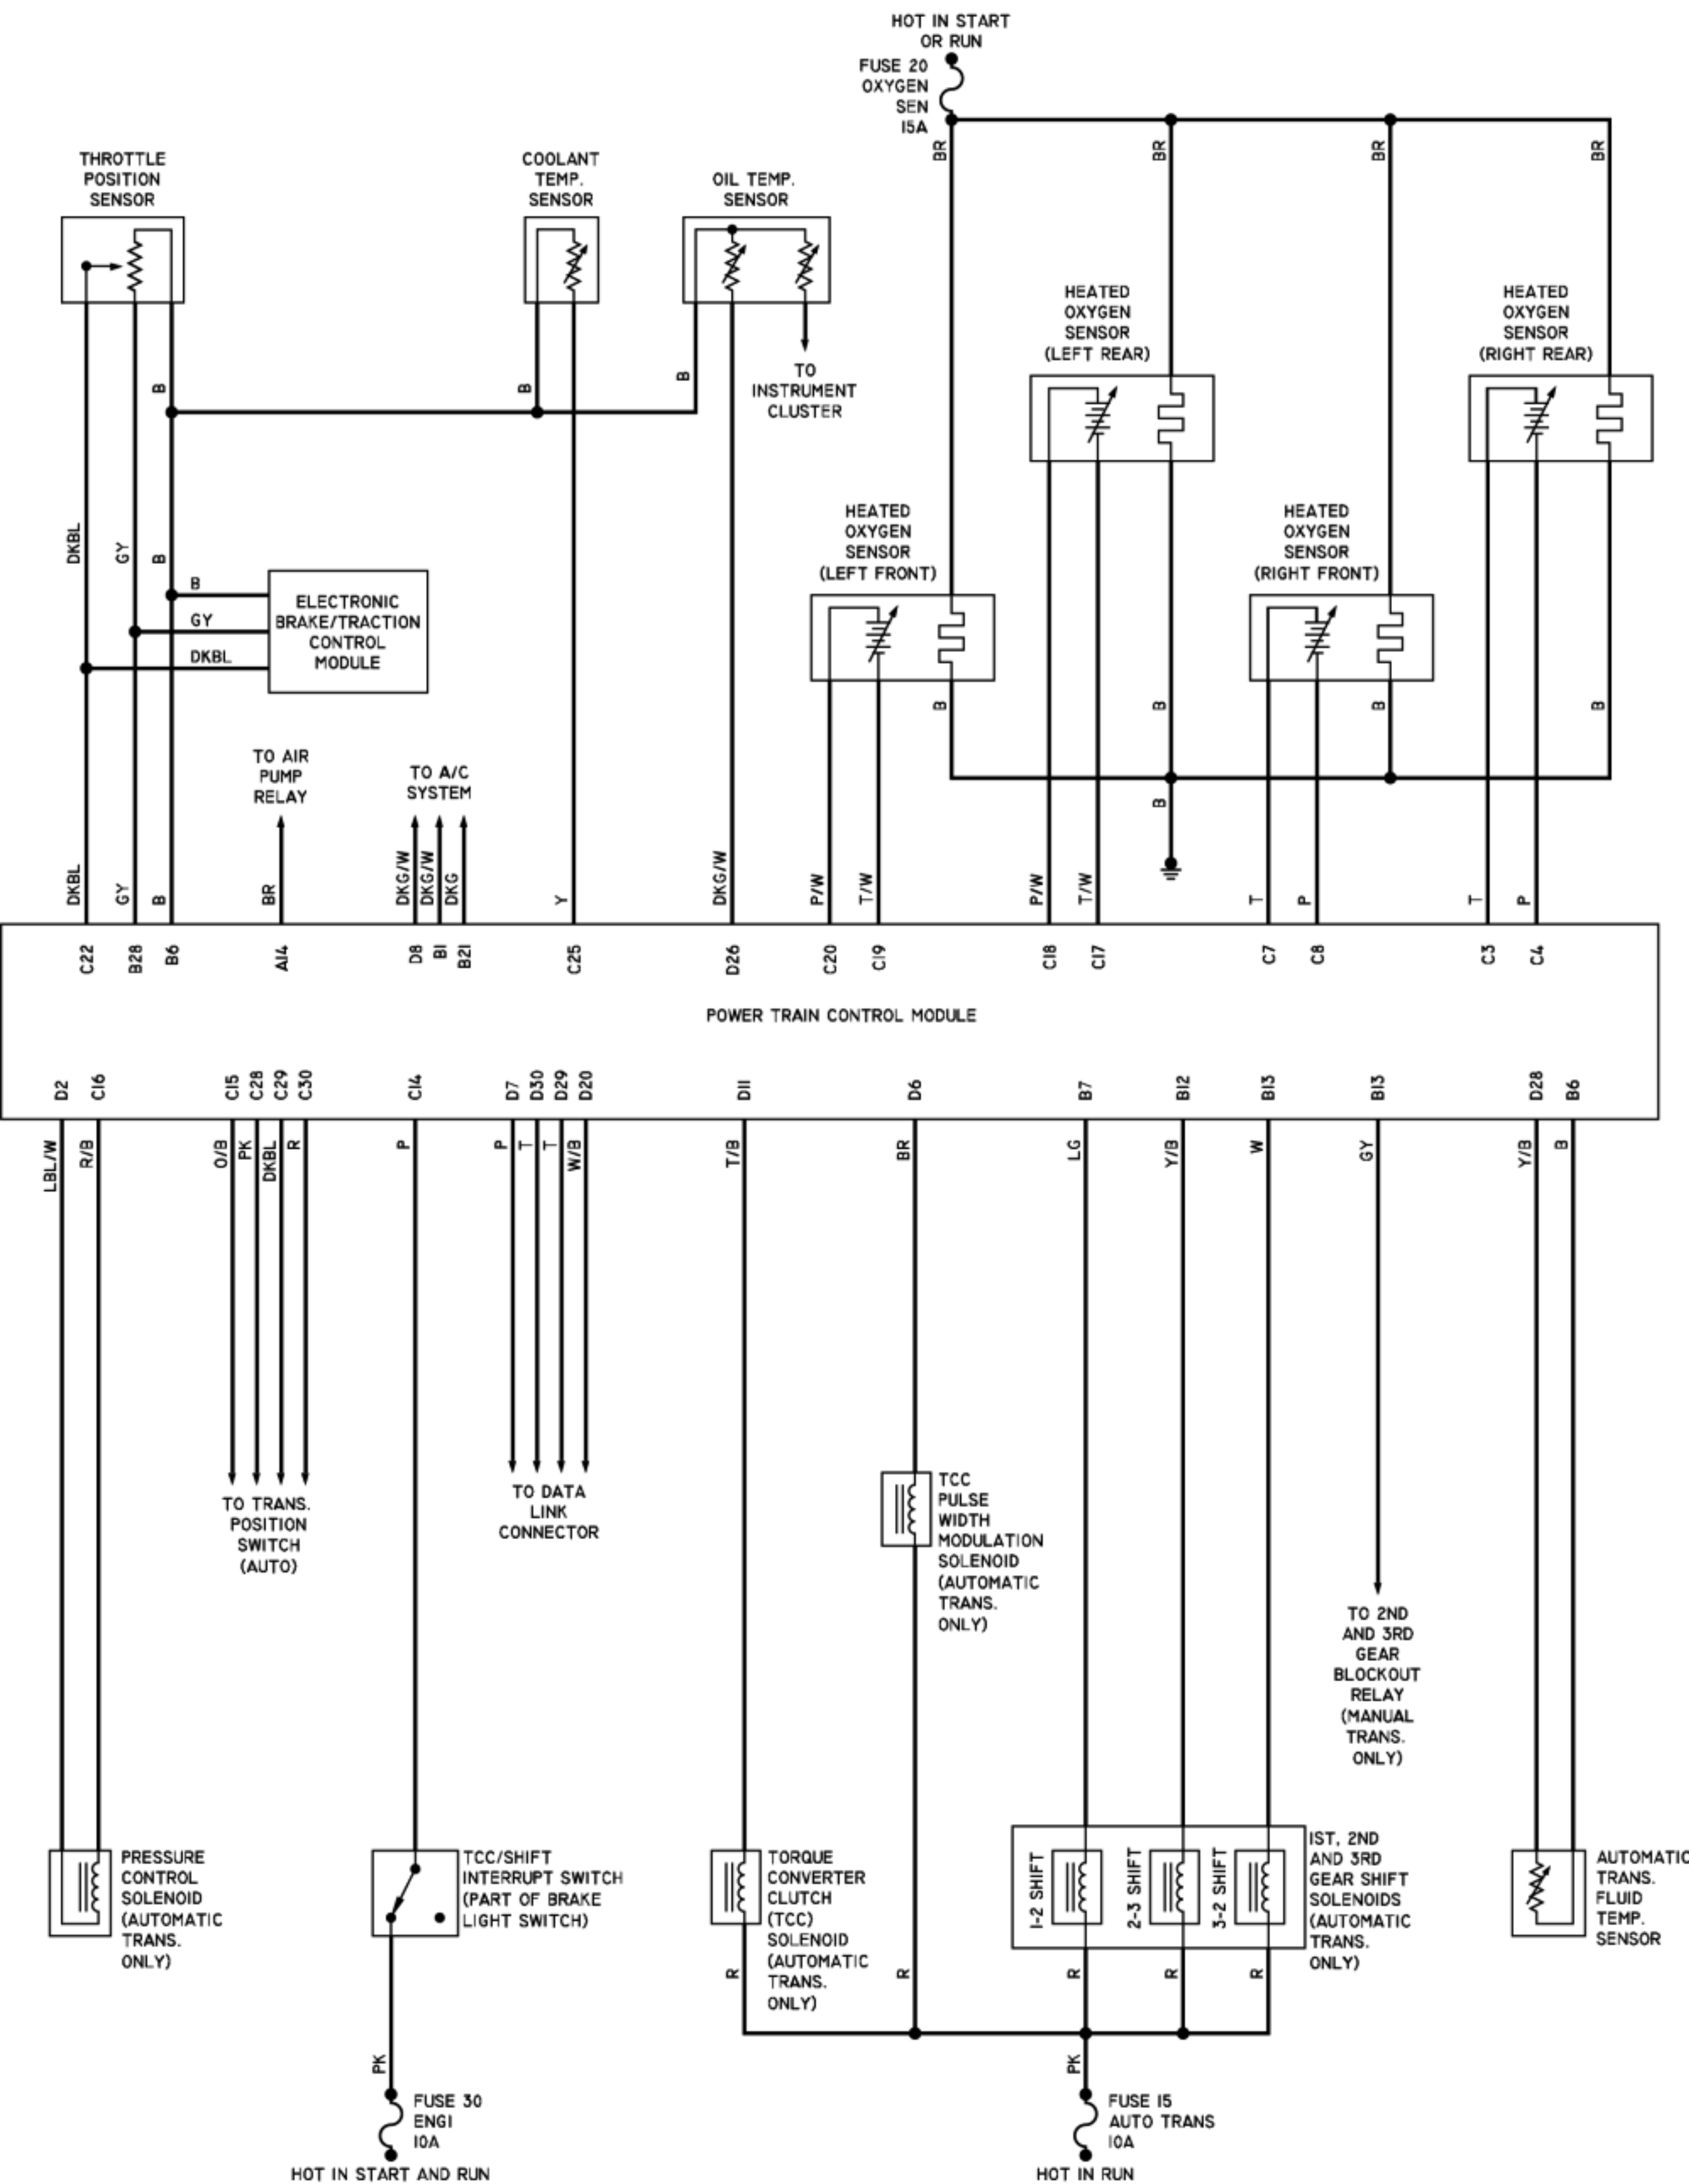 HOT IN START
OR RUN
FUSE 20
OXYGEN
SEN
15A
BR
BR
BR
BR
THROTTLE
POSITION
SENSOR
COOLANT
TEMP.
SENSOR
OIL TEMP.
SENSOR
HEATED
OXYGEN
SENSOR
(LEFT REAR)
HEATED
OXYGEN
SENSOR
(RIGHT REAR)
B
B
B
TO
INSTRUMENT
CLUSTER
HEATED
OXYGEN
SENSOR
(LEFT FRONT)
HEATED
OXYGEN
SENSOR
(RIGHT FRONT)
DKBL
GY
B
B
GY
DKBL
ELECTRONIC
BRAKE/TRACTION
CONTROL
MODULE
B
B
B
B
TO AIR
PUMP
RELAY
TO A/C
SYSTEM
B
DKBL
GY
B
BR
DKG/W
DKG/W
DKG
Y
DKG/W
P/W
T/W
P/W
T/W
T
P
T
P
C22
B28
B6
A14
D8
B1
B21
C25
D26
C20
C19
C18
C17
C7
C8
C3
C4
POWER TRAIN CONTROL MODULE
D2
C16
C15
C28
C29
C30
C14
D7
D30
D29
D20
D11
D6
B7
B12
B13
B13
D28
B6
LBL/W
R/B
O/B
PK
DKBL
R
P
P
T
T
W/B
T/B
BR
LG
Y/B
W
GY
Y/B
B
TO TRANS.
POSITION
SWITCH
(AUTO)
TO DATA
LINK
CONNECTOR
TCC
PULSE
WIDTH
MODULATION
SOLENOID
(AUTOMATIC
TRANS.
ONLY)
TO 2ND
AND 3RD
GEAR
BLOCKOUT
RELAY
(MANUAL
TRANS.
ONLY)
PRESSURE
CONTROL
SOLENOID
(AUTOMATIC
TRANS.
ONLY)
TCC/SHIFT
INTERRUPT SWITCH
(PART OF BRAKE
LIGHT SWITCH)
TORQUE
CONVERTER
CLUTCH
(TCC)
SOLENOID
(AUTOMATIC
TRANS.
ONLY)
1-2 SHIFT
2-3 SHIFT
3-2 SHIFT
1ST, 2ND
AND 3RD
GEAR SHIFT
SOLENOIDS
(AUTOMATIC
TRANS.
ONLY)
AUTOMATIC
TRANS.
FLUID
TEMP.
SENSOR
R
R
R
R
R
PK
FUSE 30
ENG1
10A
HOT IN START AND RUN
PK
FUSE 15
AUTO TRANS
10A
HOT IN RUN